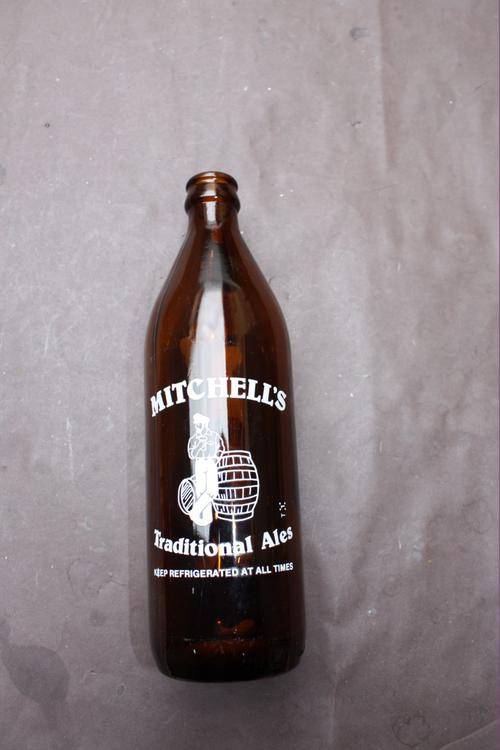 MITCHELL'S
Traditional Ales
KEEP REFRIGERATED AT ALL TIMES